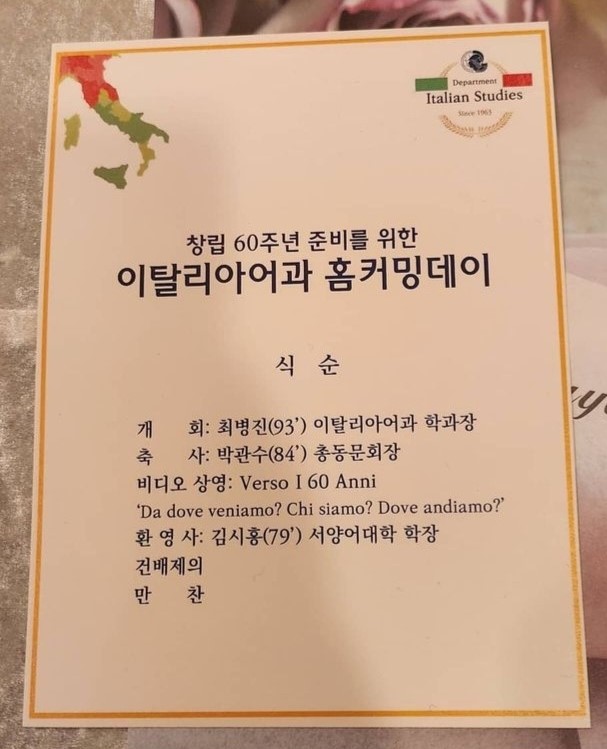 Department
Italian Studies
Since 1963
창립 60주년 준비를 위한
이탈리아어과 홈커밍데이
식 순
개 회: 최병진(93’) 이탈리아어과 학과장
축 사: 박관수(84’) 총동문회장
비디오 상영: Verso I 60 Anni
‘Da dove veniamo? Chi siamo? Dove andiamo?’
환 영 사: 김시홍(79’) 서양어대학 학장
건배제의
만 찬